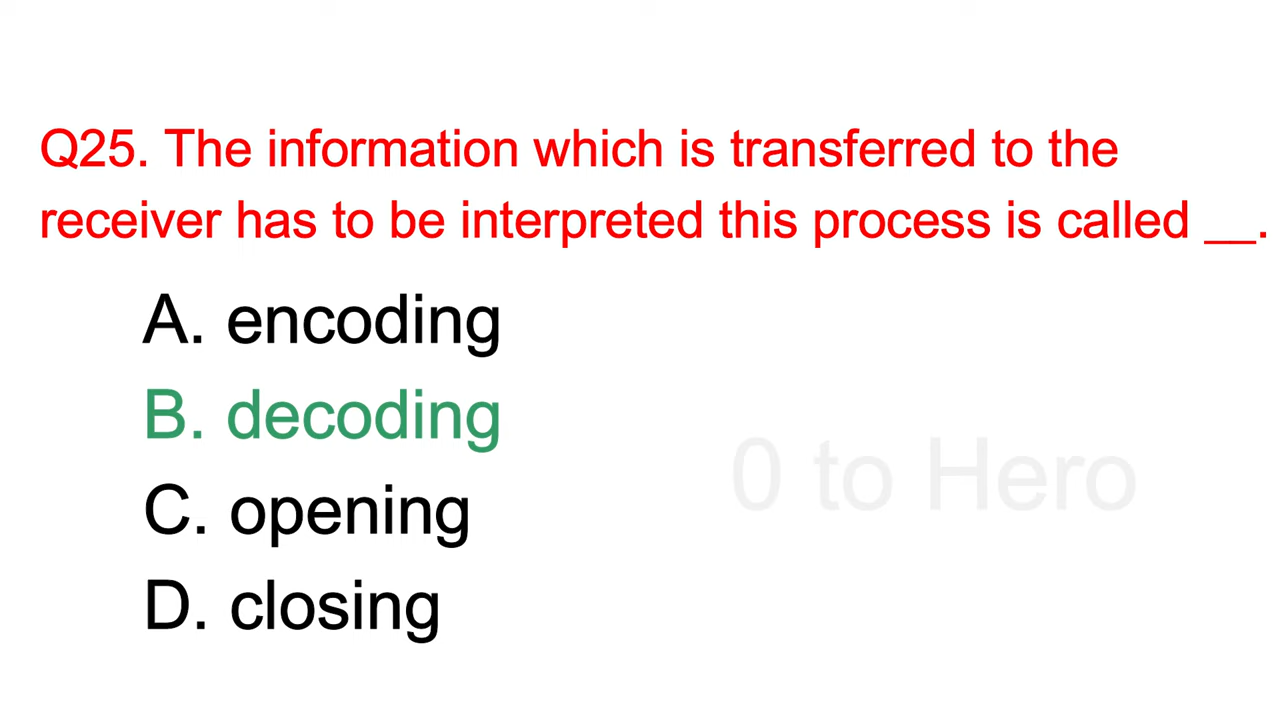 Q25. The information which is transferred to the
receiver has to be interpreted this process is called __.
A. encoding
B. decoding
C. opening
D. closing
0 to Hero